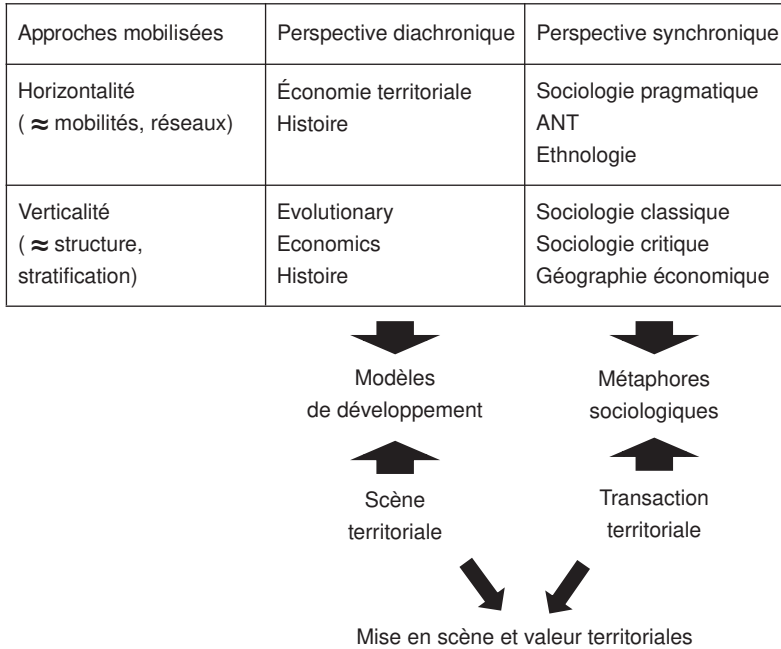 Approches mobilisées
Perspective diachronique
Perspective synchronique
Horizontalité
( ≈ mobilités, réseaux)
Économie territoriale
Histoire
Sociologie pragmatique
ANT
Ethnologie
Verticalité
( ≈ structure,
stratification)
Evolutionary
Economics
Histoire
Sociologie classique
Sociologie critique
Géographie économique
Modèles
de développement
Métaphores
sociologiques
Scène
territoriale
Transaction
territoriale
Mise en scène et valeur territoriales